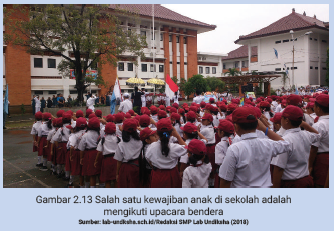 Gambar 2.13 Salah satu kewajiban anak di sekolah adalah
mengikuti upacara bendera
Sumber: lab-undiksha.sch.id/Redaksi SMP Lab Undiksha (2018)